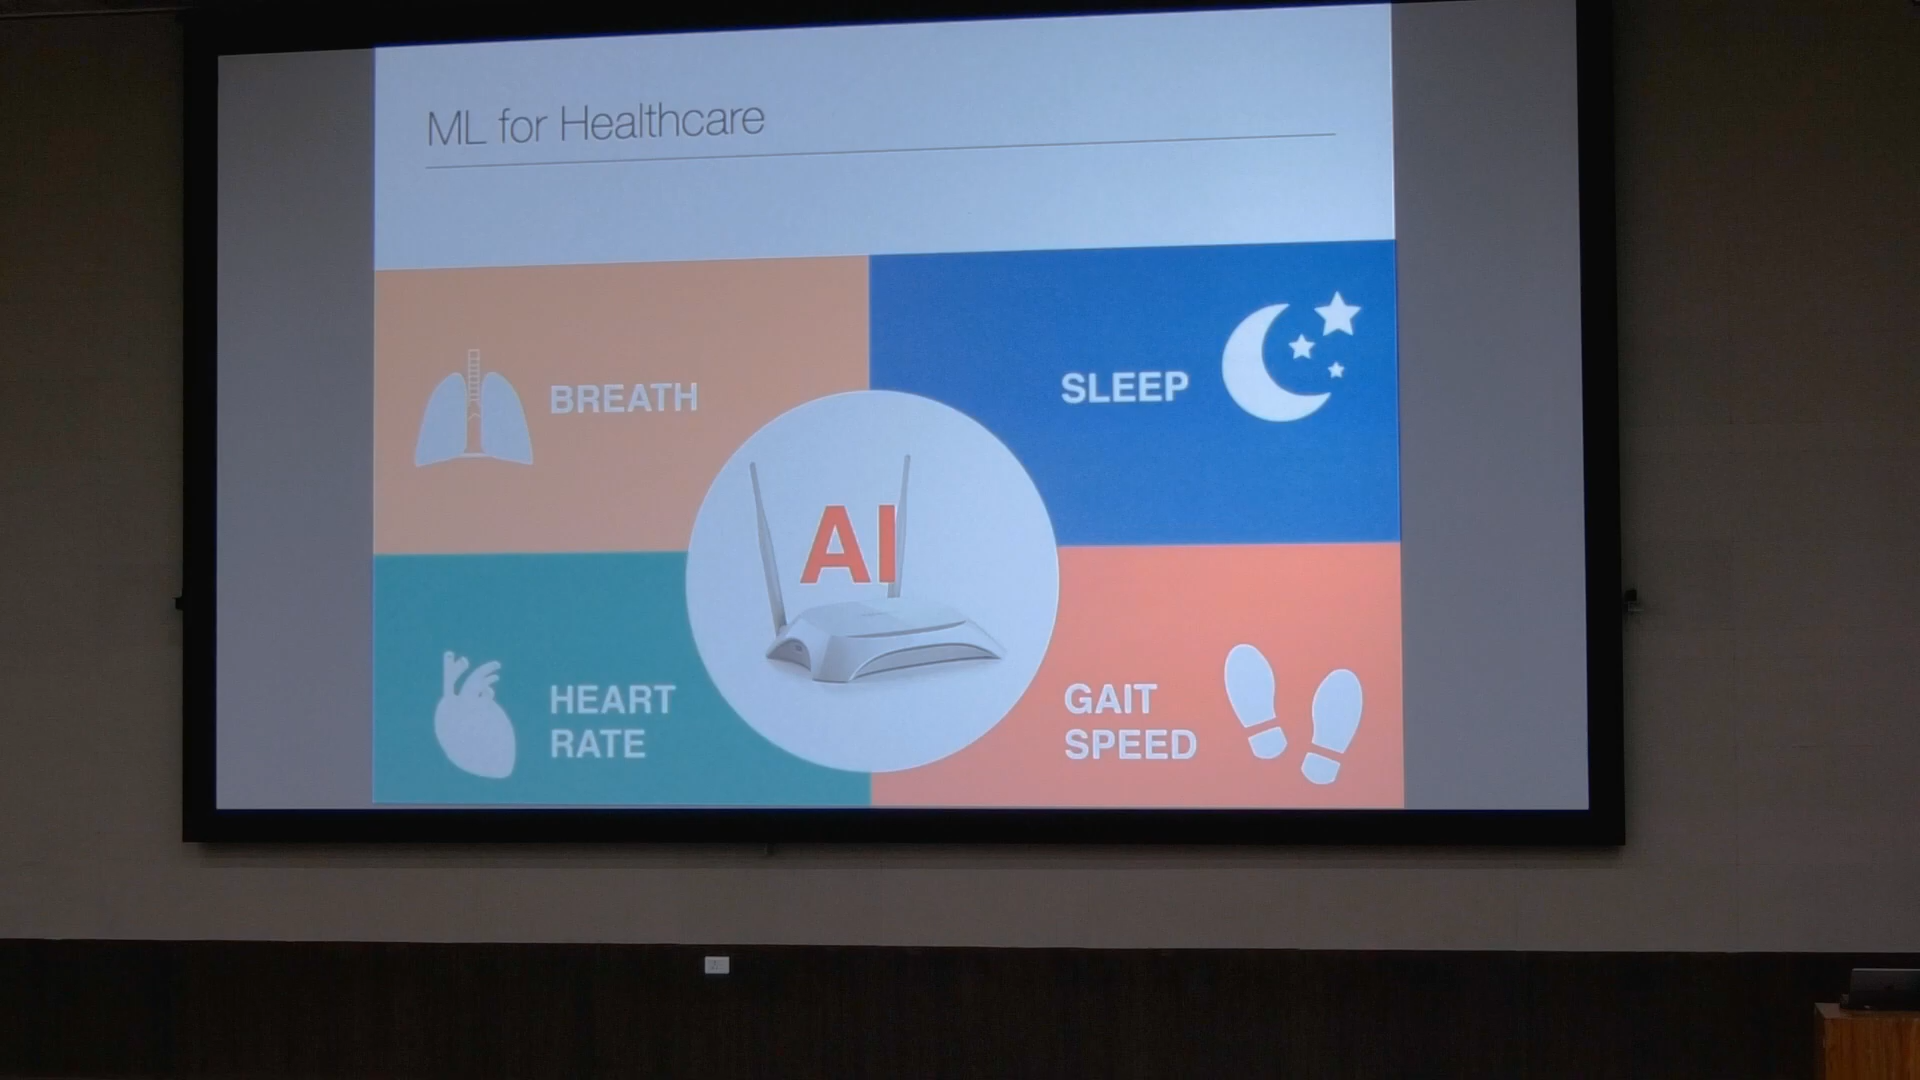 ML for Healthcare
BREATH
SLEEP
AI
HEART
RATE
GAIT
SPEED